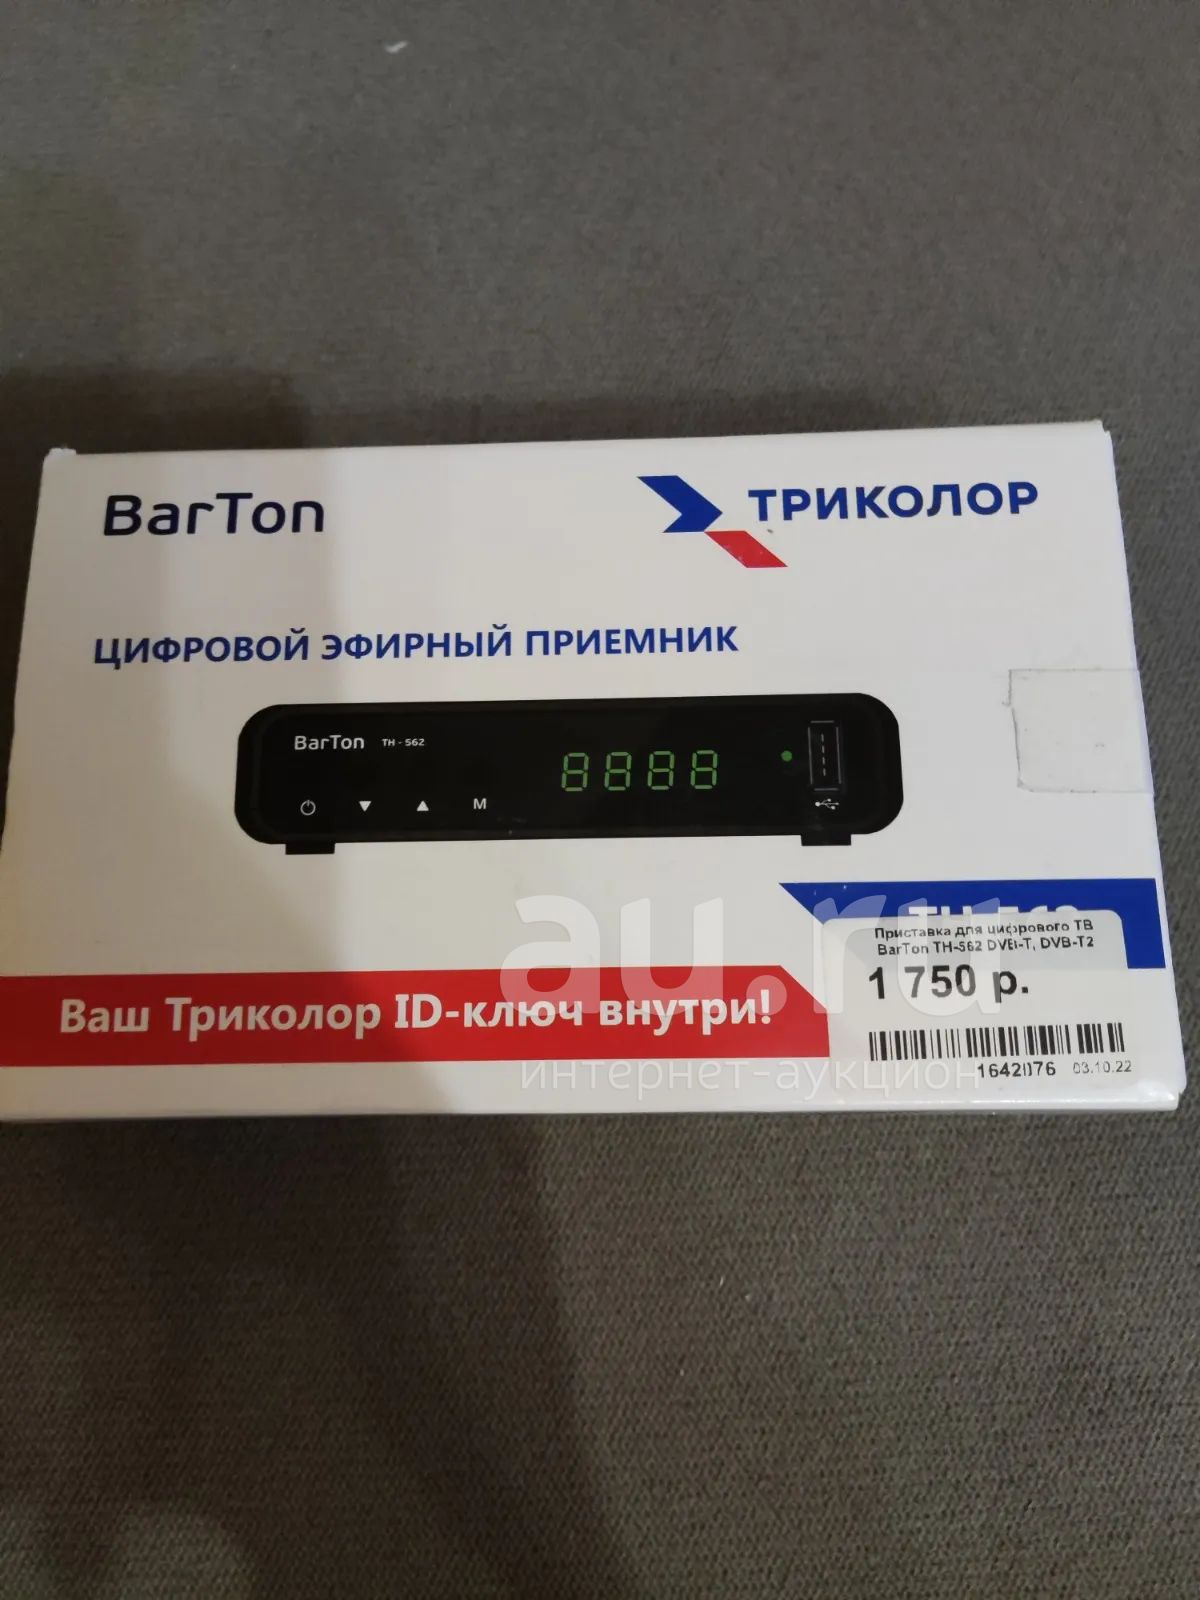 BarTon
ТРИКОЛОР
ЦИФРОВОЙ ЭФИРНЫЙ ПРИЕМНИК
BarTon TH - 562
8888
M
au.ru
интернет-аукцион
Ваш Триколор ID-ключ внутри!
Приставка для цифрового ТВ
BarTon TH-562 DVB-T, DVB-T2
1 750 р.
1642076 03.10.22